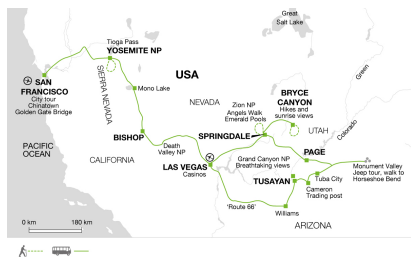 Great
Salt Lake
Tioga Pass
YOSEMITE NP
Green
USA
SAN
FRANCISCO
City tour
Chinatown
Golden Gate Bridge
SIERRA NEVADA
Mono Lake
NEVADA
Zion NP
Angels Walk
Emerald Pools
BRYCE
CANYON
Hikes and
sunrise views
Colorado
PACIFIC
OCEAN
BISHOP
Death
Valley NP
SPRINGDALE
UTAH
CALIFORNIA
LAS VEGAS
Casinos
Grand Canyon NP
Breathtaking views
PAGE
Monument Valley
Jeep tour, walk to
Horseshoe Bend
TUSAYAN
Tuba City
Cameron
Trading post
'Route 66'
Williams
ARIZONA
0 km
180 km